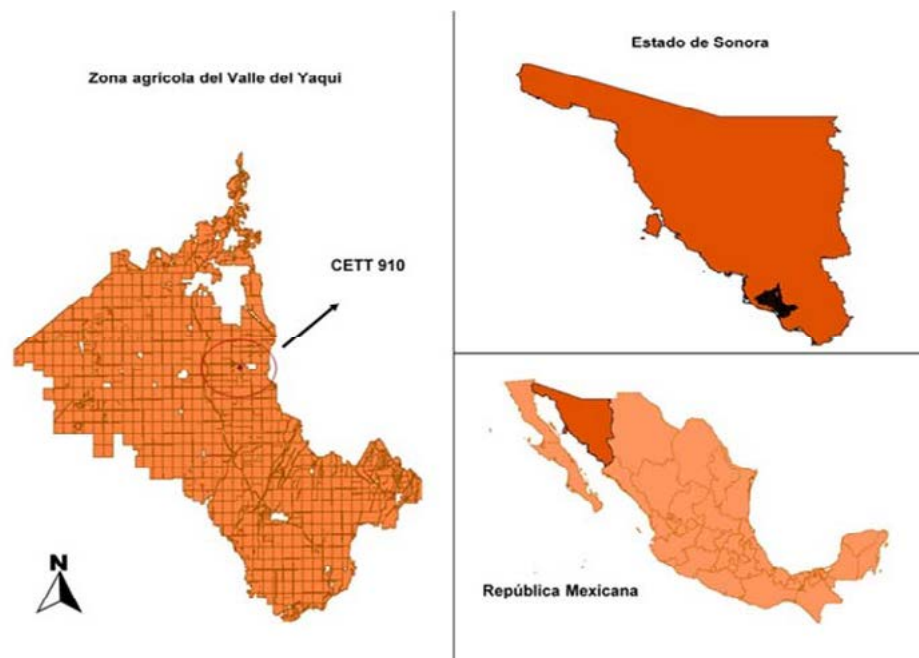 Zona agrícola del Valle del Yaqui
CETT 910
N
Estado de Sonora
República Mexicana